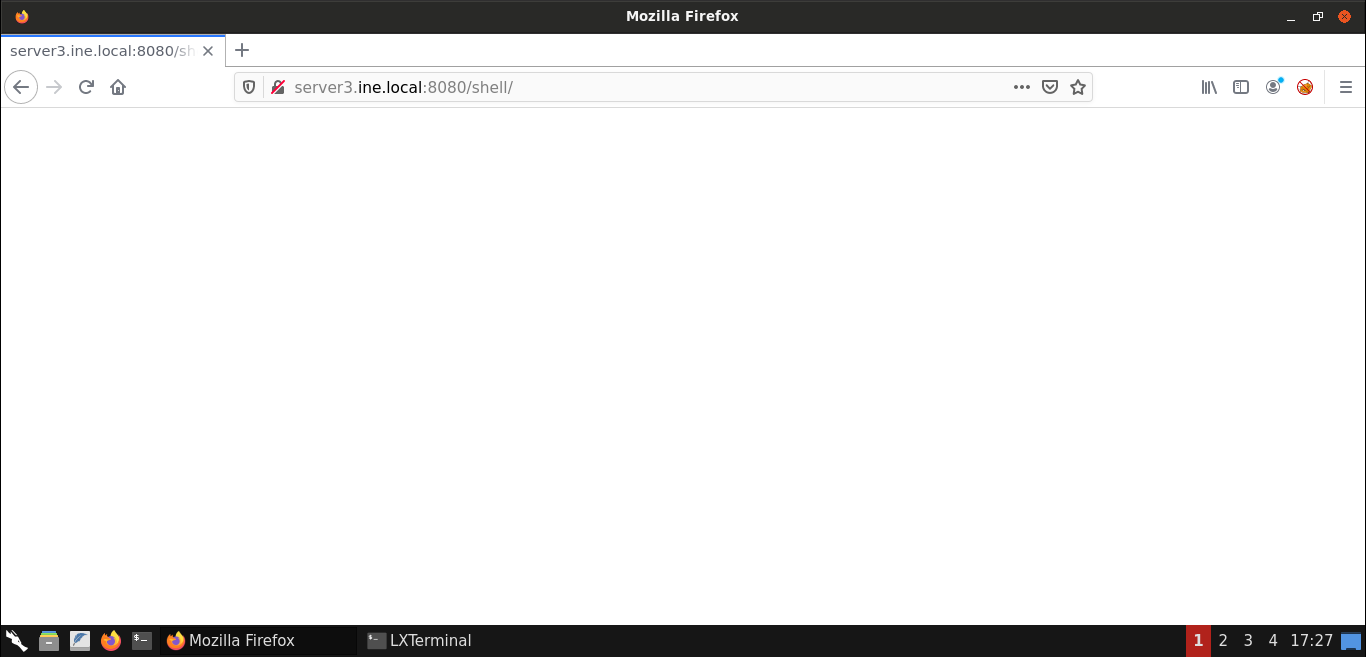 Mozilla Firefox
server3.ine.local:8080/sh
server3.ine.local:8080/shell/
Mozilla Firefox LXTerminal 1 2 3 4 17:27